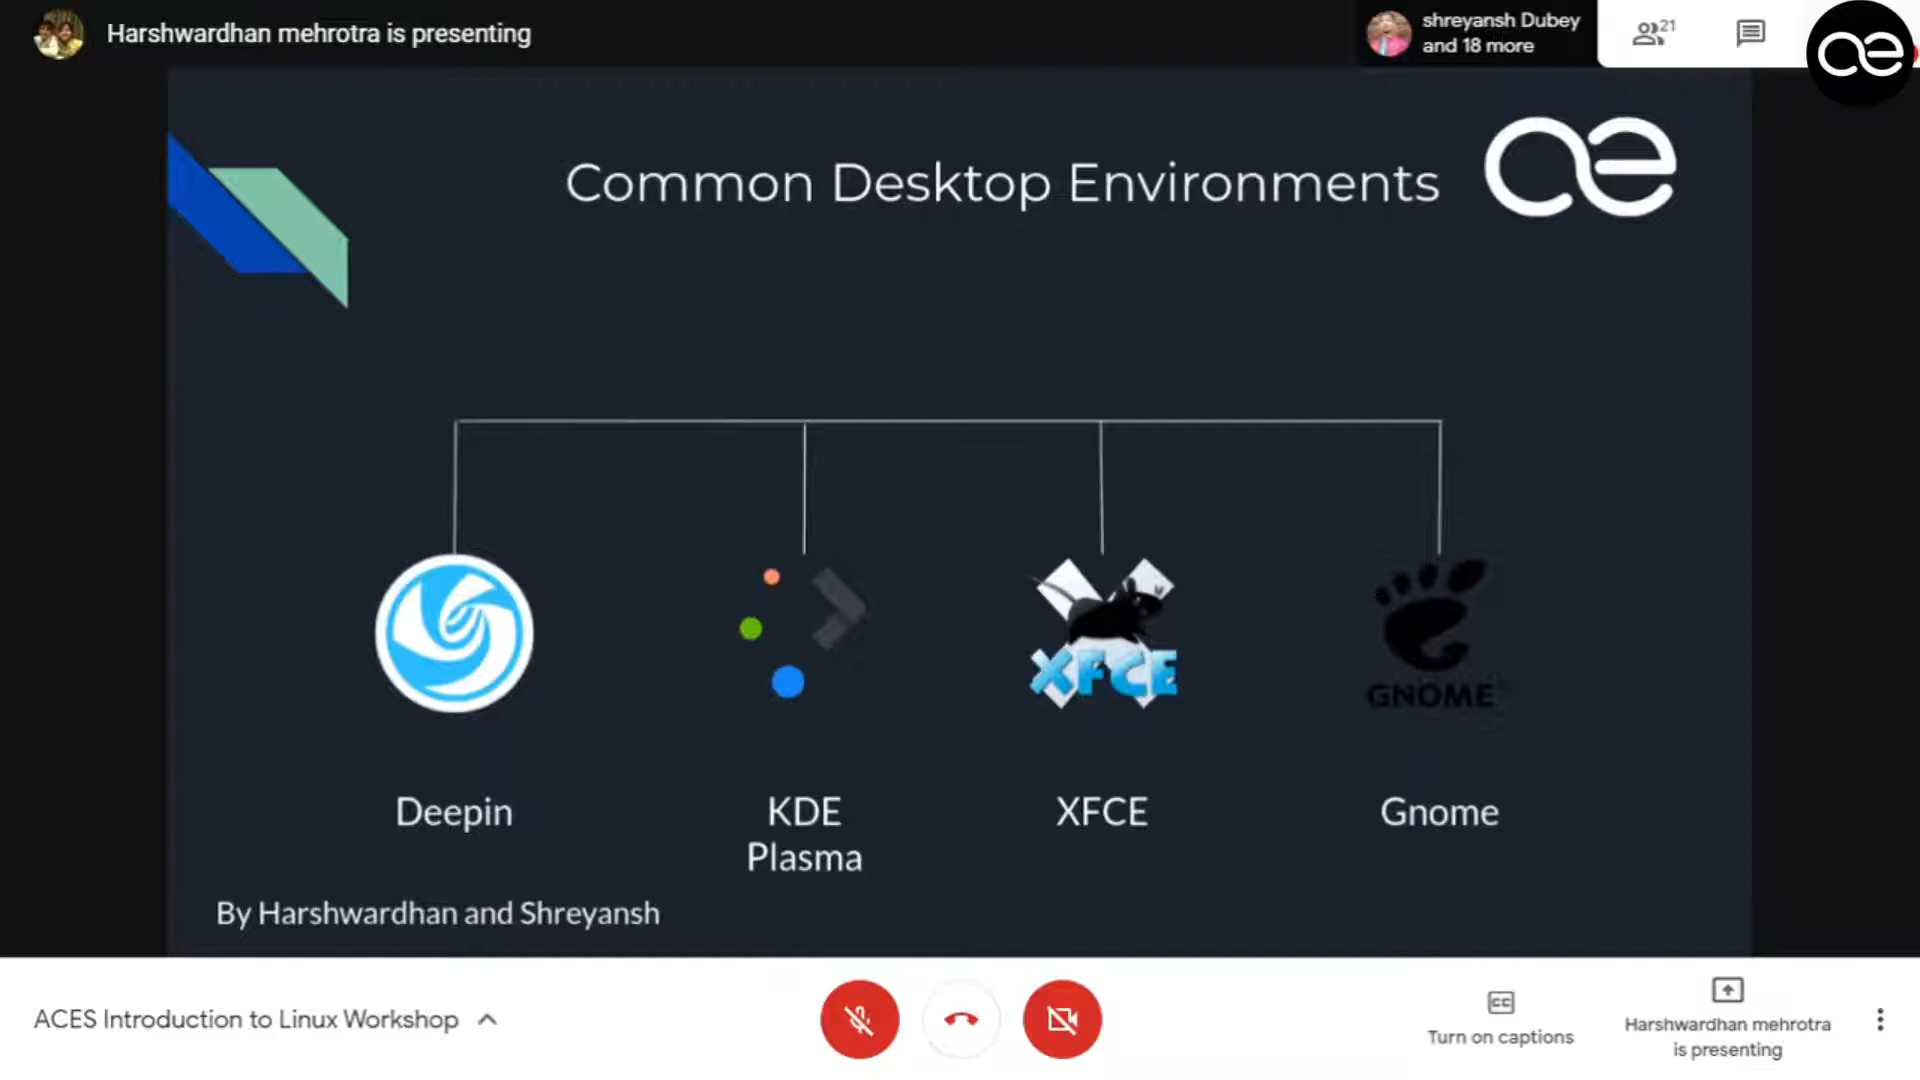 Harshwardhan mehrotra is presenting
shreyansh Dubey
and 18 more
21
Common Desktop Environments
XFCE
GNOME
Deepin
KDE
Plasma
XFCE
Gnome
By Harshwardhan and Shreyansh
ACES Introduction to Linux Workshop
CC
Turn on captions
Harshwardhan mehrotra
is presenting